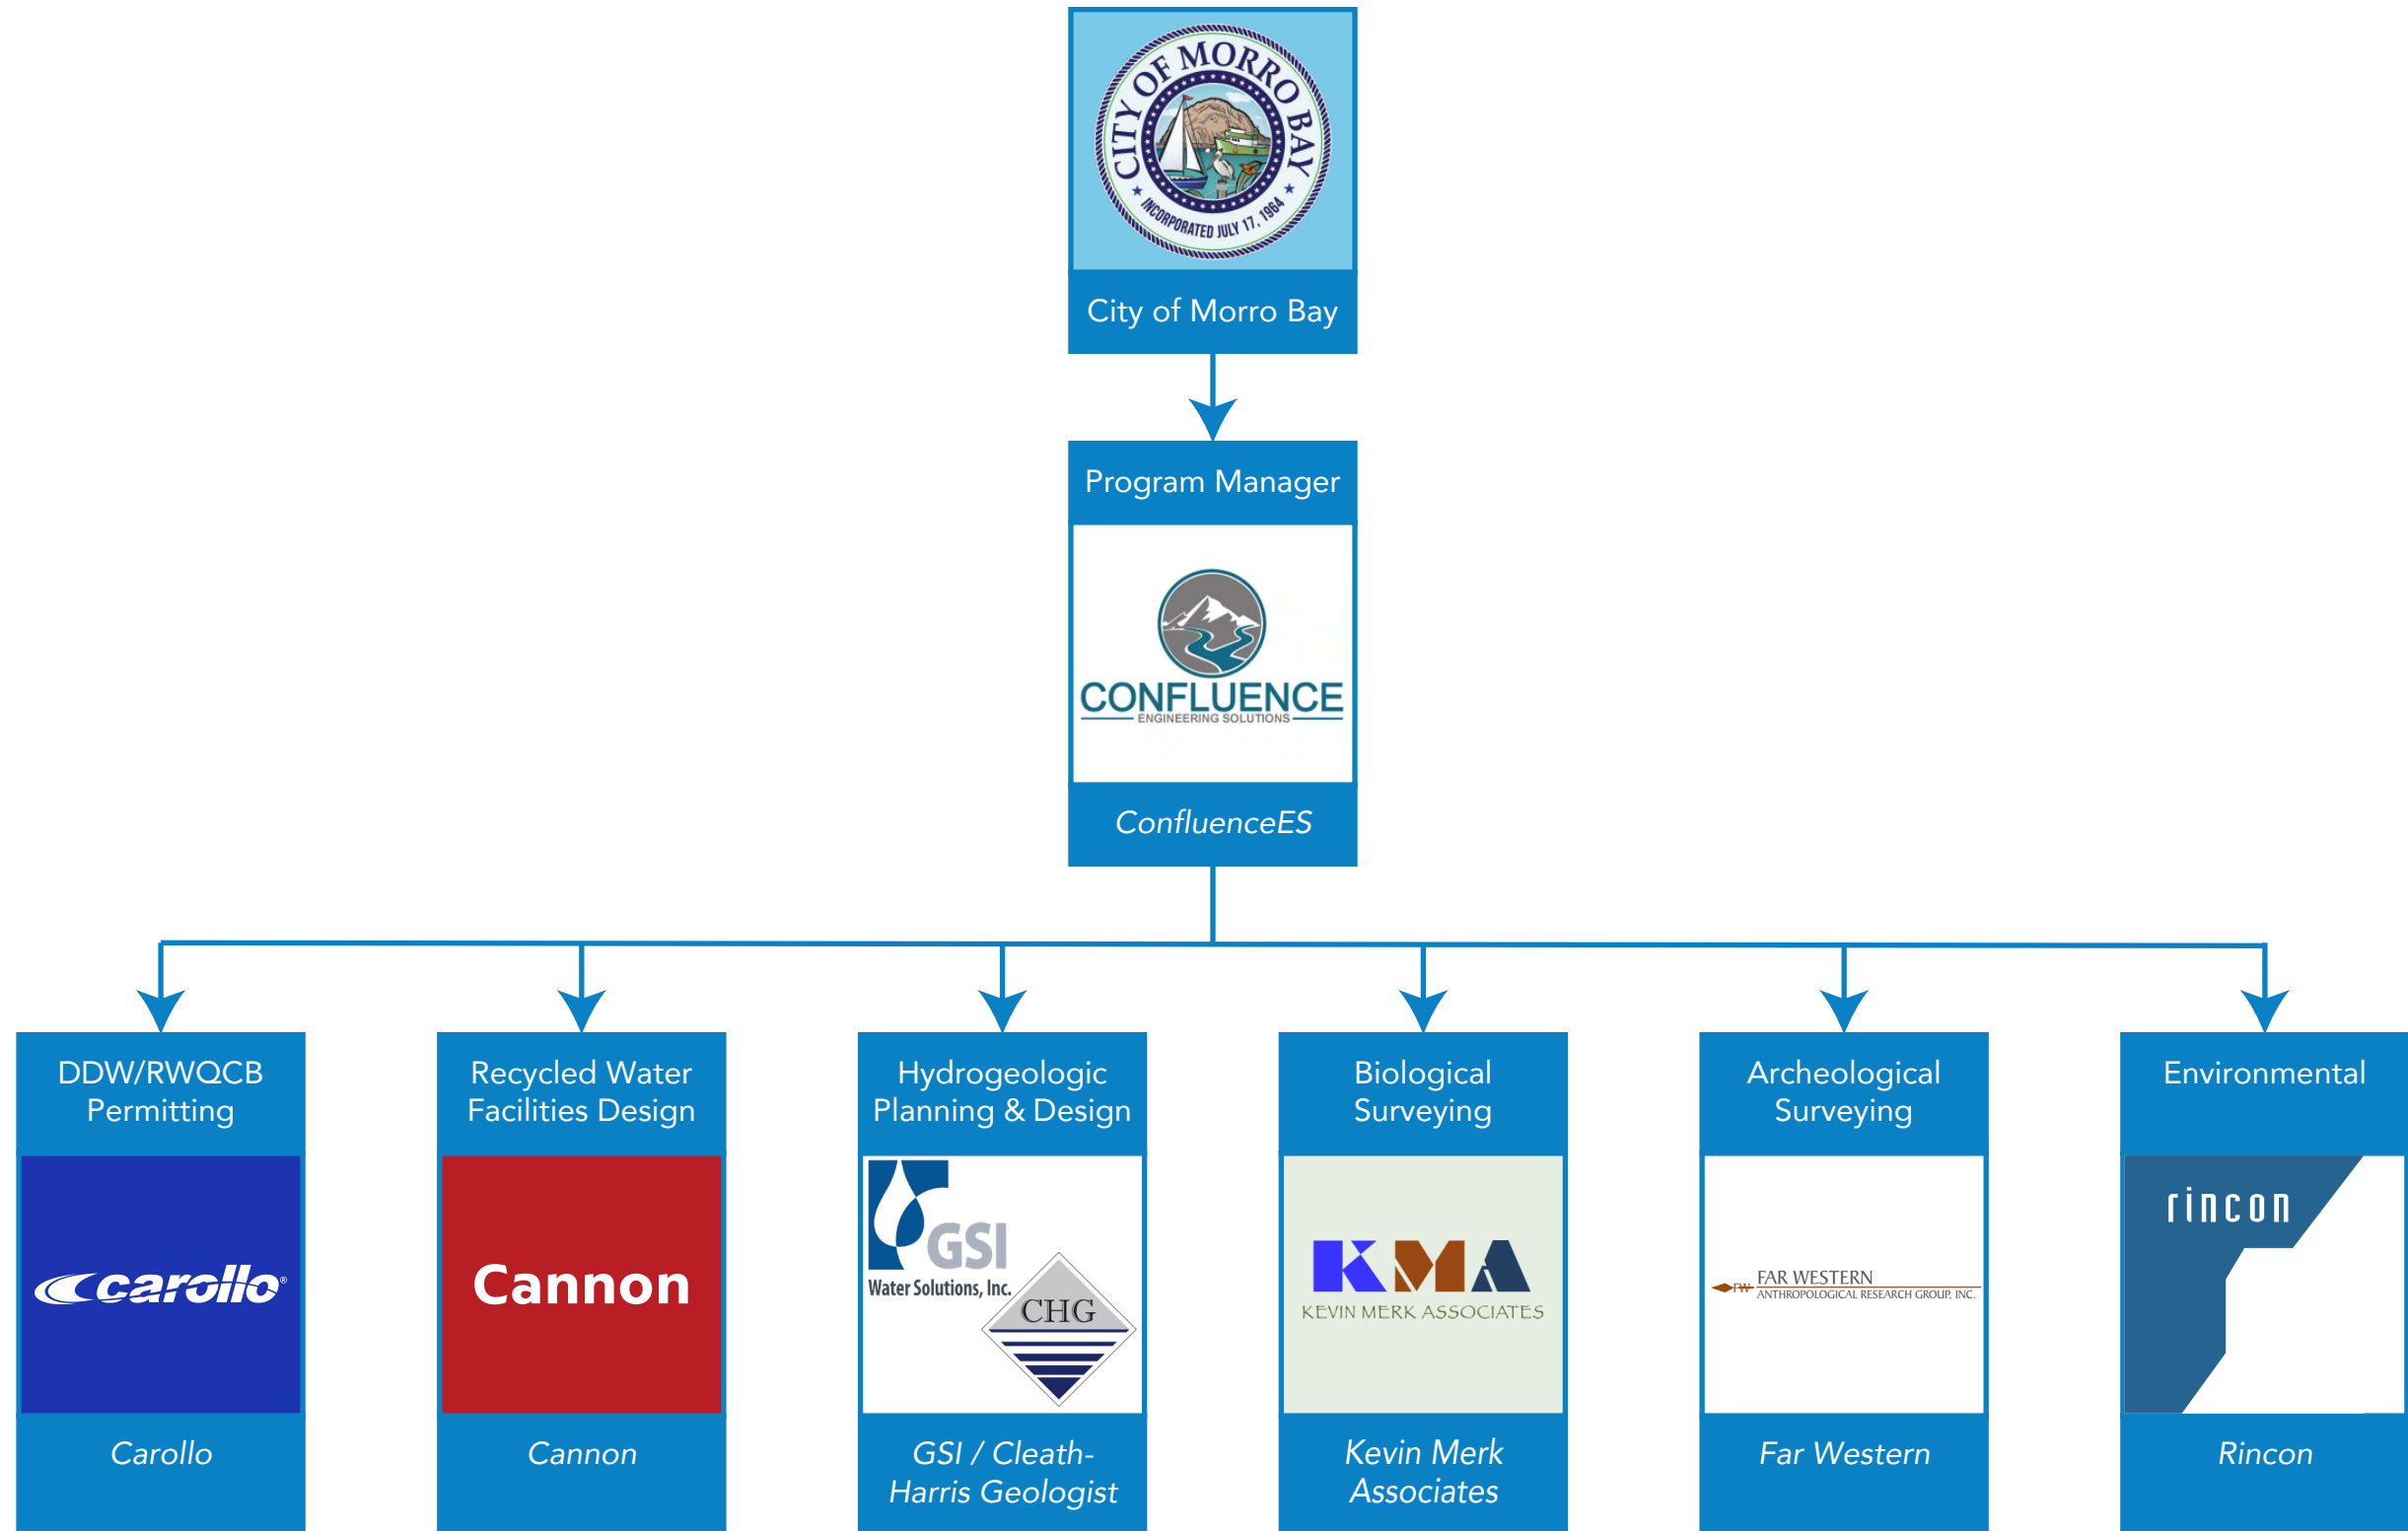 CITY OF MORRO BAY
INCORPORATED JULY 17, 1964
City of Morro Bay
Program Manager
CONFLUENCE
ENGINEERING SOLUTIONS
ConfluenceES
DDW/RWQCB
Permitting
carollo®
Carollo
Recycled Water
Facilities Design
Cannon
Cannon
Hydrogeologic
Planning & Design
GSI
Water Solutions, Inc.
CHG
GSI / Cleath-
Harris Geologist
Biological
Surveying
KMA
KEVIN MERK ASSOCIATES
Kevin Merk
Associates
Archeological
Surveying
FW
FAR WESTERN
ANTHROPOLOGICAL RESEARCH GROUP, INC.
Far Western
Environmental
rincon
Rincon